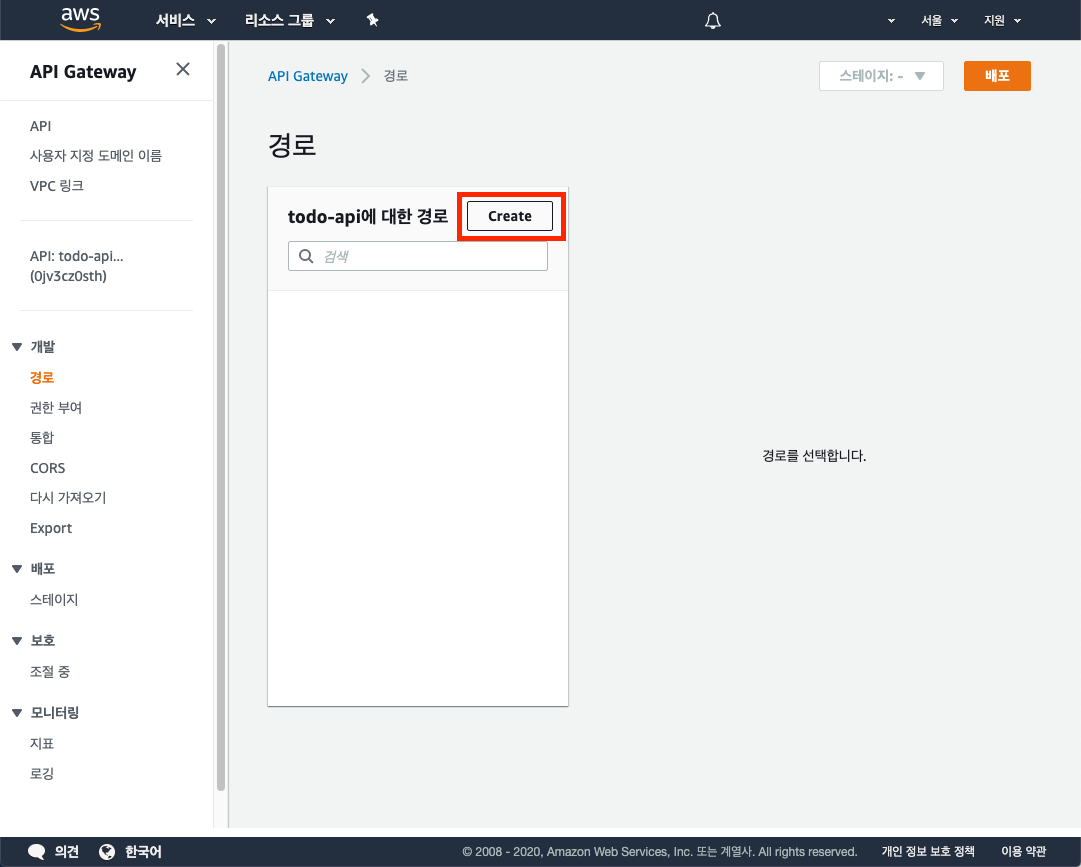 aws 서비스 리소스 그룹 서울 지원
API Gateway
API
사용자 지정 도메인 이름
VPC 링크
API: todo-api...
(0jv3cz0sth)
개발
경로
권한 부여
통합
CORS
다시 가져오기
Export
배포
스테이지
보호
조절 중
모니터링
지표
로깅
API Gateway 경로
스테이지: -
배포
경로
todo-api에 대한 경로
Create
검색
경로를 선택합니다.
의견 한국어 © 2008 - 2020, Amazon Web Services, Inc. 또는 계열사. All rights reserved. 개인 정보 보호 정책 이용 약관